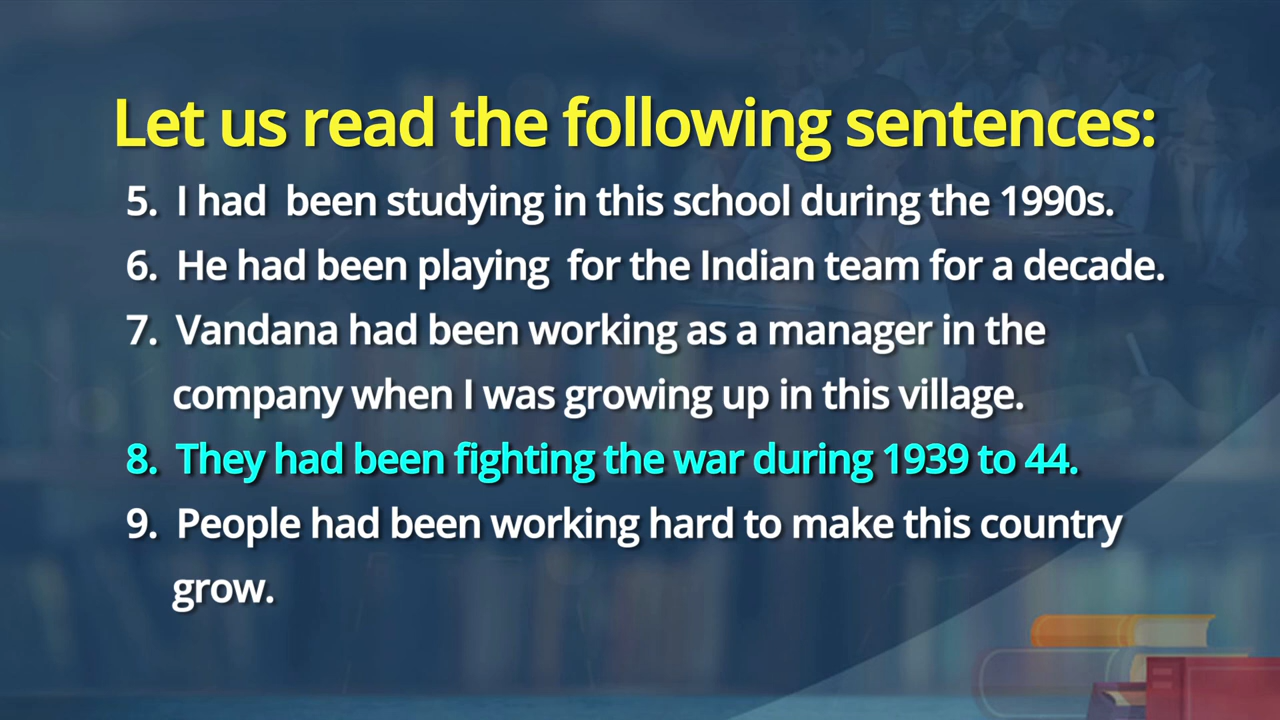 Let us read the following sentences:
5. I had been studying in this school during the 1990s.
6. He had been playing for the Indian team for a decade.
7. Vandana had been working as a manager in the
company when I was growing up in this village.
8. They had been fighting the war during 1939 to 44.
9. People had been working hard to make this country
grow.